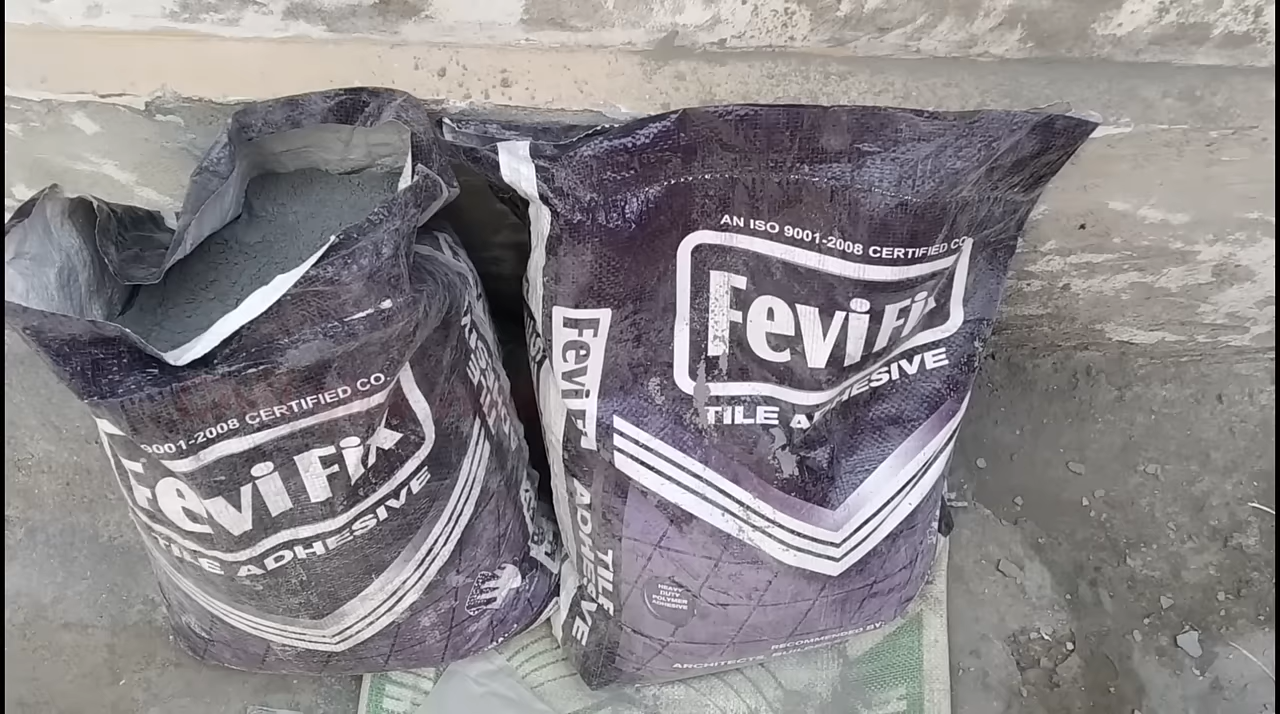 9001-2008 CERTIFIED CO.
FeviFix
TILE ADHESIVE
AN ISO 9001-2008 CERTIFIED CO
FeviFix
TILE ADHESIVE
Fevi
TILE
ADHESIVE
HEAVY
DUTY
POLYMER
ADHESIVE
RECOMMENDED BY:
ARCHITECTS